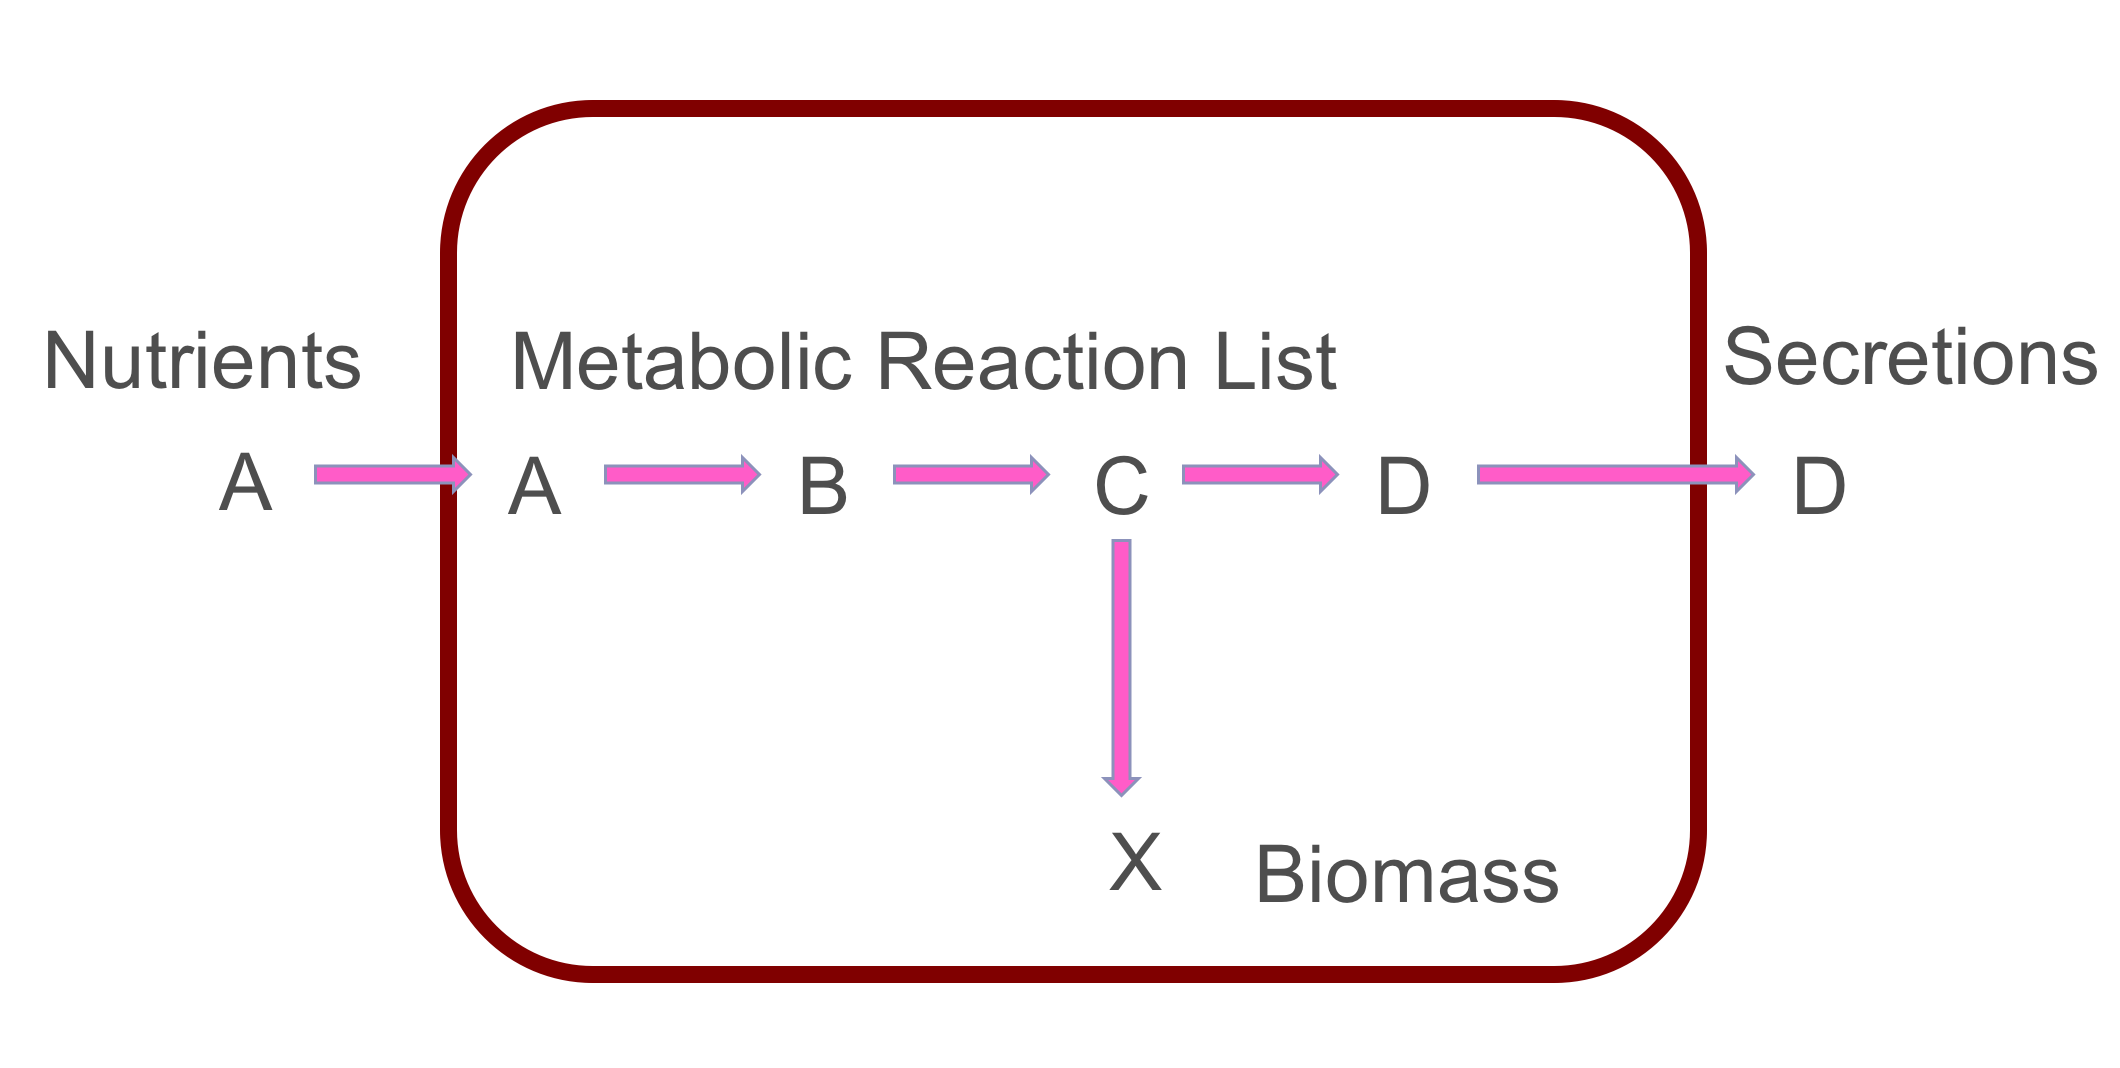 Nutrients Metabolic Reaction List Secretions
A A B C D D
X Biomass